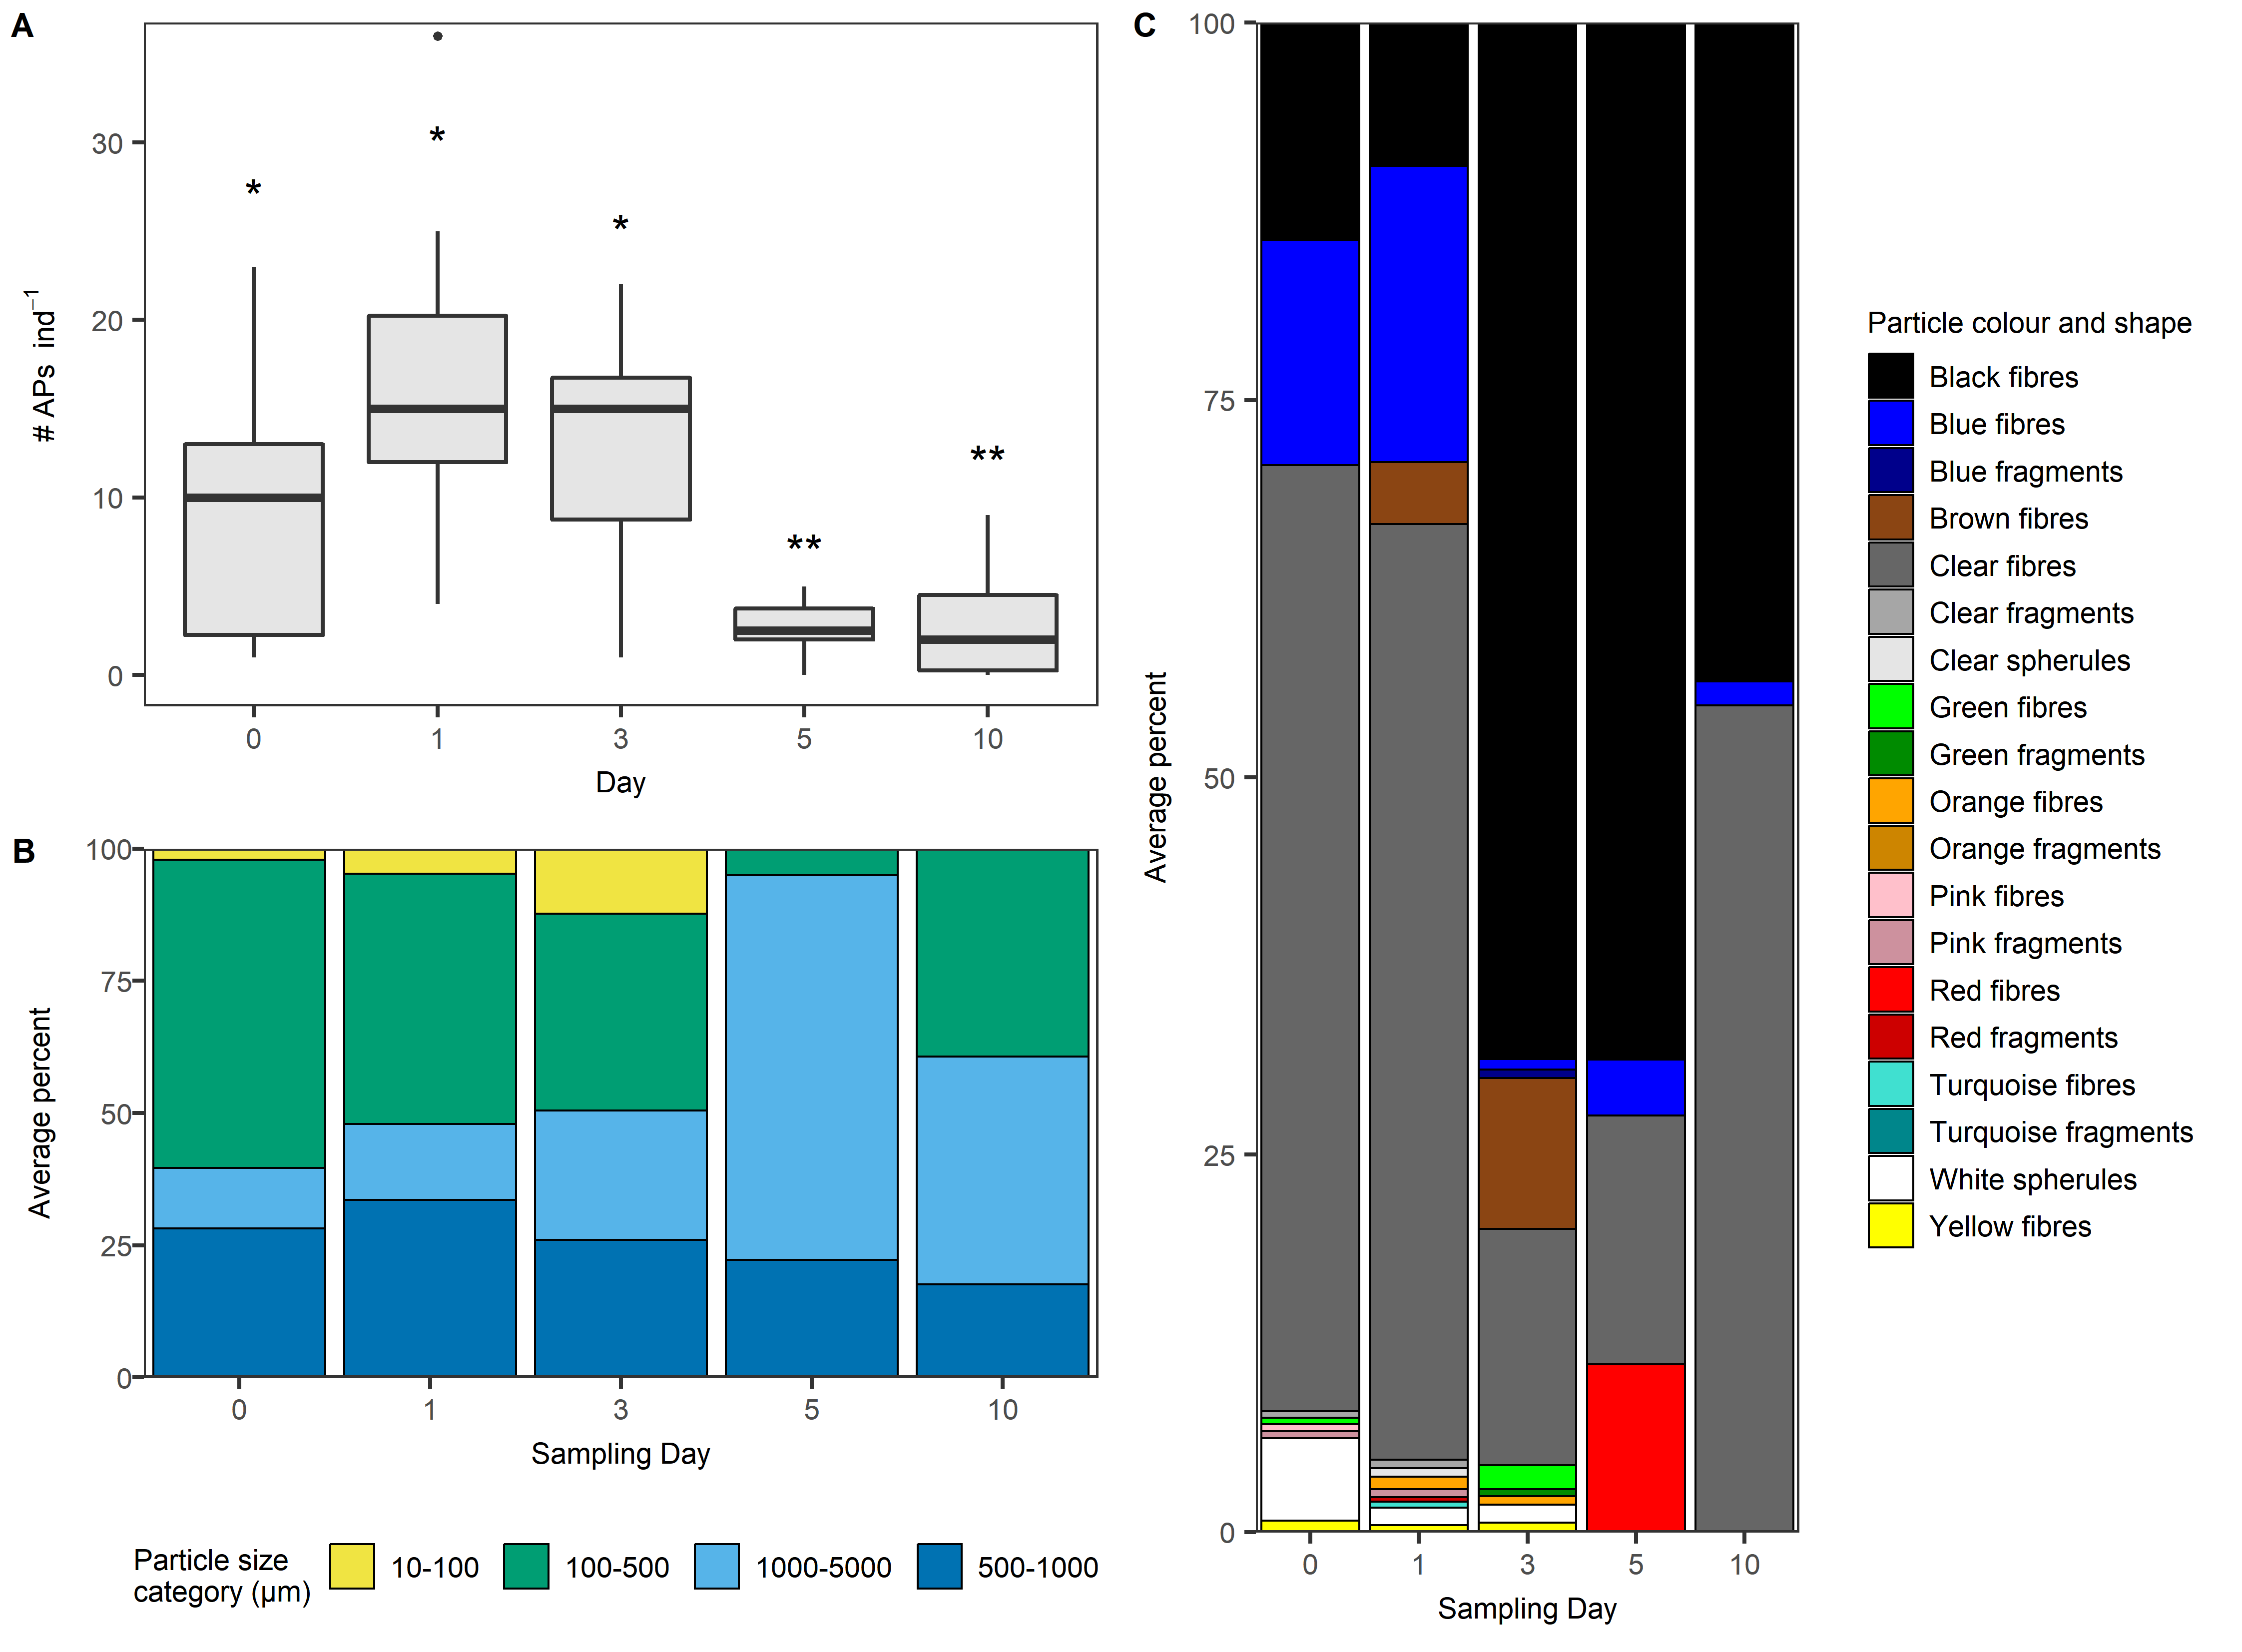 A
# APs ind⁻¹
30
20
10
0
*
*
*
**
**
0 1 3 5 10
Day
B
Average percent
100
75
50
25
0
0 1 3 5 10
Sampling Day
Particle size
category (µm)
10-100
100-500
1000-5000
500-1000
C
Average percent
100
75
50
25
0
0 1 3 5 10
Sampling Day
Particle colour and shape
Black fibres
Blue fibres
Blue fragments
Brown fibres
Clear fibres
Clear fragments
Clear spherules
Green fibres
Green fragments
Orange fibres
Orange fragments
Pink fibres
Pink fragments
Red fibres
Red fragments
Turquoise fibres
Turquoise fragments
White spherules
Yellow fibres